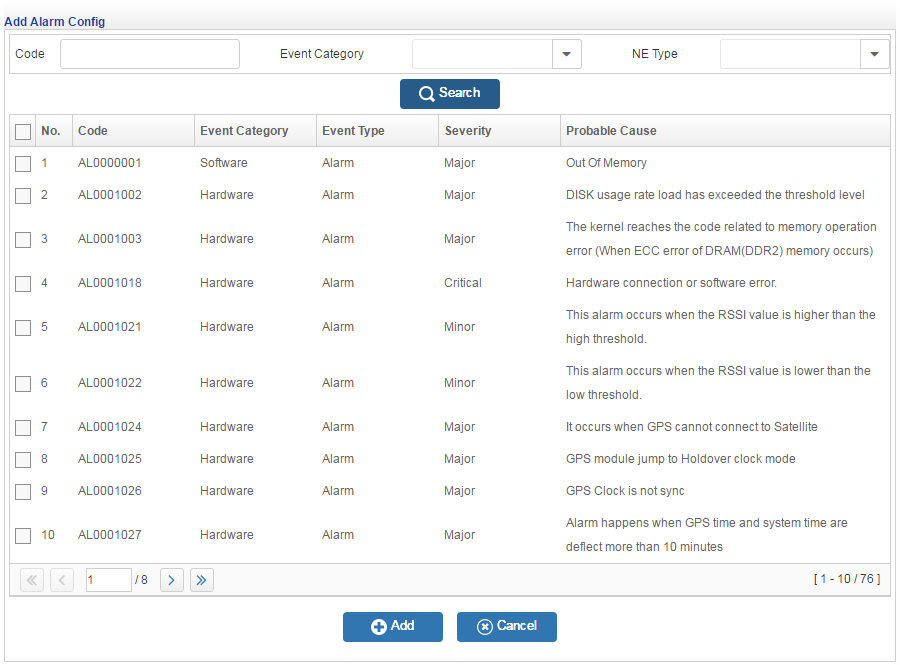 Add Alarm Config
Code Event Category NE Type
Search
No. Code Event Category Event Type Severity Probable Cause
1 AL0000001 Software Alarm Major Out Of Memory
2 AL0001002 Hardware Alarm Major DISK usage rate load has exceeded the threshold level
3 AL0001003 Hardware Alarm Major The kernel reaches the code related to memory operation
error (When ECC error of DRAM(DDR2) memory occurs)
4 AL0001018 Hardware Alarm Critical Hardware connection or software error.
5 AL0001021 Hardware Alarm Minor This alarm occurs when the RSSI value is higher than the
high threshold.
6 AL0001022 Hardware Alarm Minor This alarm occurs when the RSSI value is lower than the
low threshold.
7 AL0001024 Hardware Alarm Major It occurs when GPS cannot connect to Satellite
8 AL0001025 Hardware Alarm Major GPS module jump to Holdover clock mode
9 AL0001026 Hardware Alarm Major GPS Clock is not sync
10 AL0001027 Hardware Alarm Major Alarm happens when GPS time and system time are
deflect more than 10 minutes
1 / 8 [ 1 - 10 / 76 ]
Add Cancel